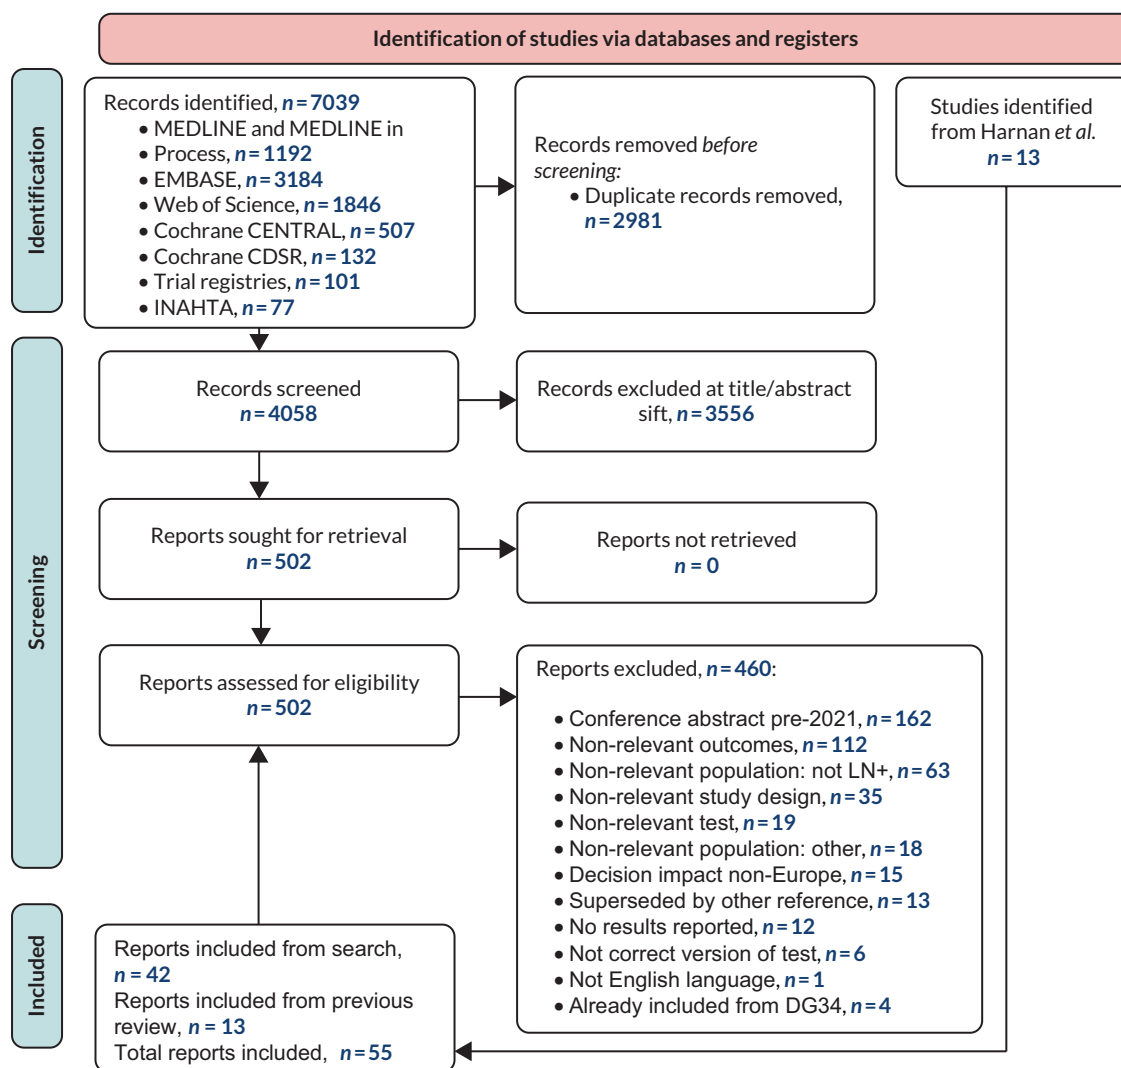 Identification of studies via databases and registers
Identification
Records identified, n = 7039
• MEDLINE and MEDLINE in
• Process, n = 1192
• EMBASE, n = 3184
• Web of Science, n = 1846
• Cochrane CENTRAL, n = 507
• Cochrane CDSR, n = 132
• Trial registries, n = 101
• INAHTA, n = 77
Records removed before
screening:
• Duplicate records removed,
n = 2981
Studies identified
from Harnan et al.
n = 13
Screening
Records screened
n = 4058
Records excluded at title/abstract
sift, n = 3556
Reports sought for retrieval
n = 502
Reports not retrieved
n = 0
Reports assessed for eligibility
n = 502
Reports excluded, n = 460:
• Conference abstract pre-2021, n = 162
• Non-relevant outcomes, n = 112
• Non-relevant population: not LN+, n = 63
• Non-relevant study design, n = 35
• Non-relevant test, n = 19
• Non-relevant population: other, n = 18
• Decision impact non-Europe, n = 15
• Superseded by other reference, n = 13
• No results reported, n = 12
• Not correct version of test, n = 6
• Not English language, n = 1
• Already included from DG34, n = 4
Included
Reports included from search,
n = 42
Reports included from previous
review, n = 13
Total reports included, n = 55